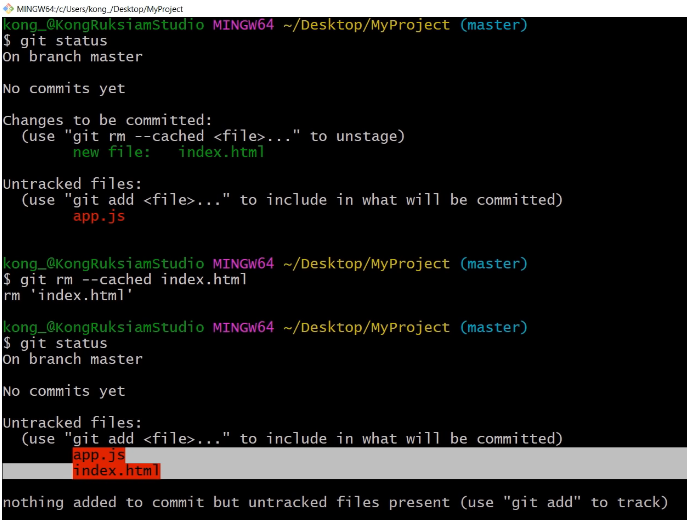 MINGW64:/c/Users/kong_/Desktop/MyProject
kong_@KongRuksiamStudio MINGW64 ~/Desktop/MyProject (master)
$ git status
On branch master
No commits yet
Changes to be committed:
(use "git rm --cached <file>..." to unstage)
new file: index.html
Untracked files:
(use "git add <file>..." to include in what will be committed)
app.js
kong_@KongRuksiamStudio MINGW64 ~/Desktop/MyProject (master)
$ git rm --cached index.html
rm 'index.html'
kong_@KongRuksiamStudio MINGW64 ~/Desktop/MyProject (master)
$ git status
On branch master
No commits yet
Untracked files:
(use "git add <file>..." to include in what will be committed)
app.js
index.html
nothing added to commit but untracked files present (use "git add" to track)